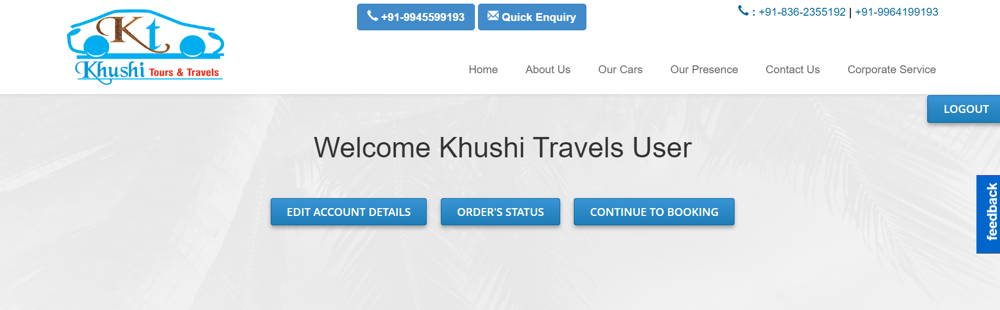 Kt
Khushi Tours & Travels
+91-9945599193
Quick Enquiry
: +91-836-2355192 | +91-9964199193
Home About Us Our Cars Our Presence Contact Us Corporate Service
LOGOUT
Welcome Khushi Travels User
EDIT ACCOUNT DETAILS ORDER'S STATUS CONTINUE TO BOOKING
feedback